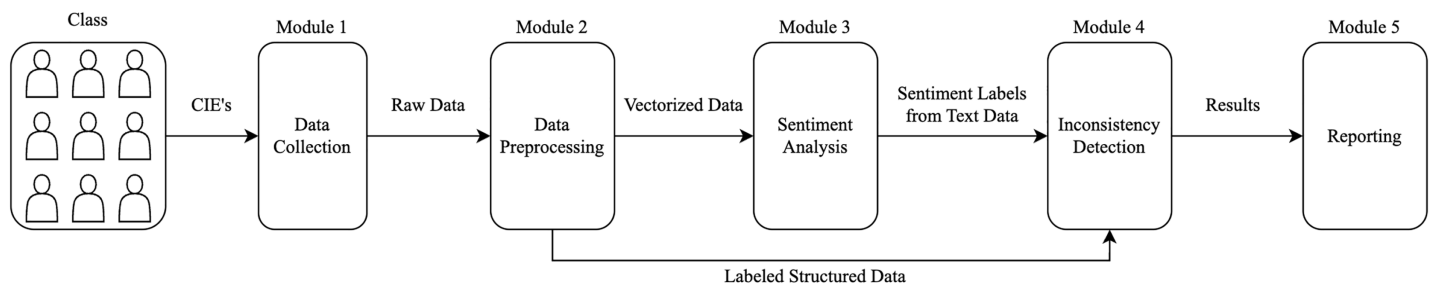 Class
Module 1
Module 2
Module 3
Module 4
Module 5
CIE's
Data
Collection
Raw Data
Data
Preprocessing
Vectorized Data
Sentiment
Analysis
Sentiment Labels
from Text Data
Inconsistency
Detection
Results
Reporting
Labeled Structured Data